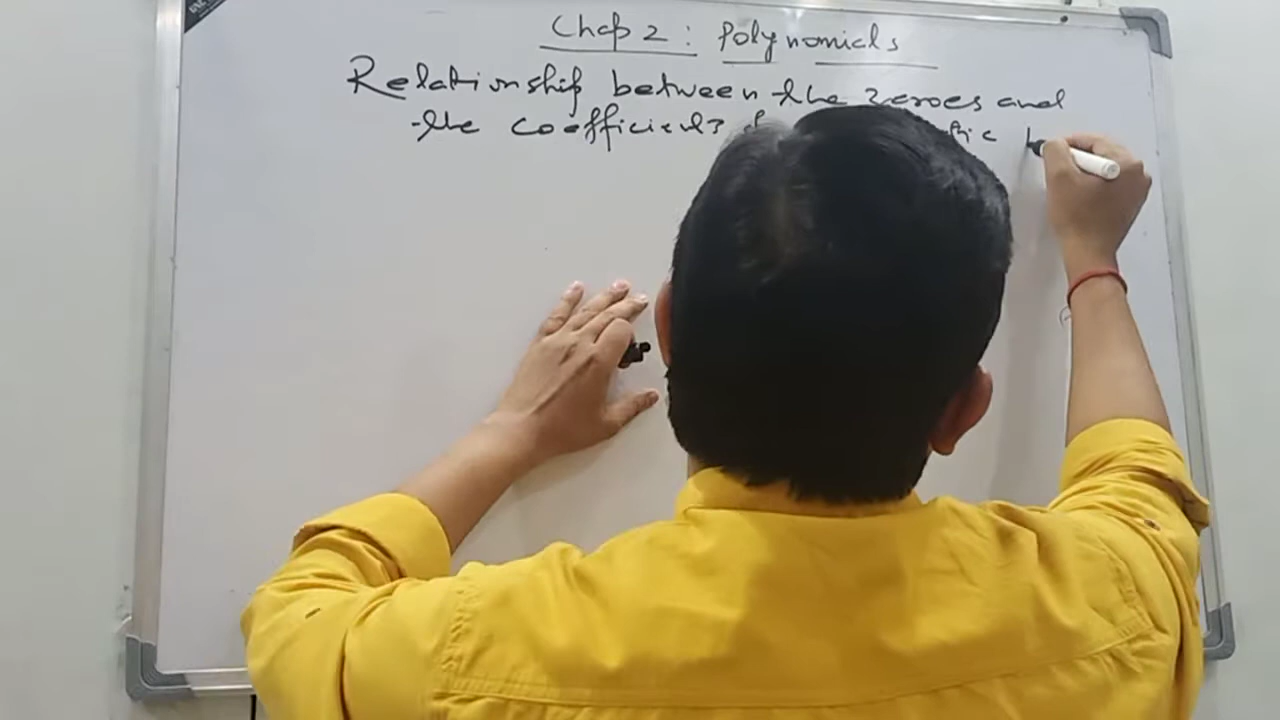 Chap 2 : Polynomials
Relationship between the zeroes and
the coefficients